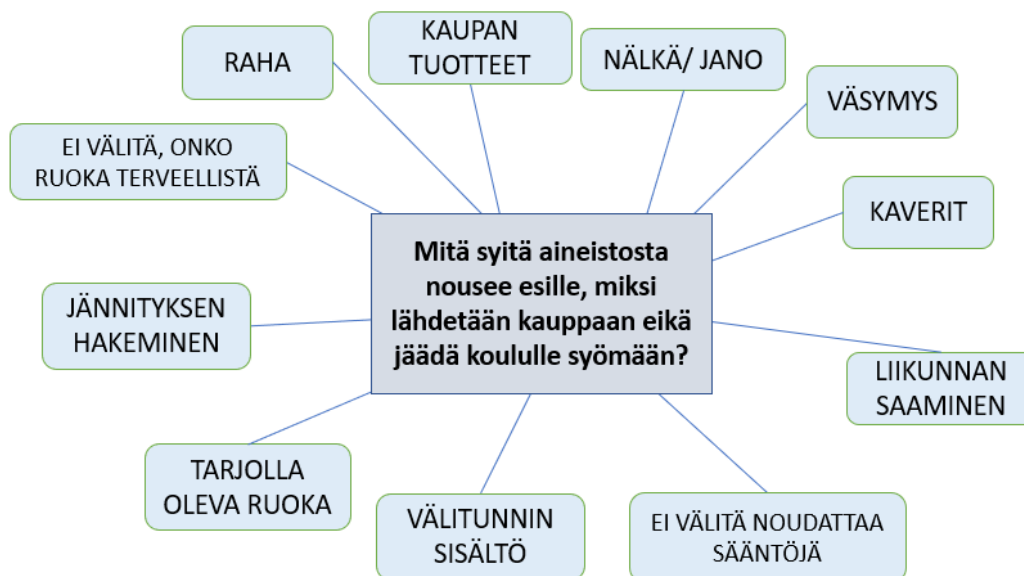 KAUPAN
TUOTTEET
RAHA
NÄLKÄ/ JANO
VÄSYMYS
EI VÄLITÄ, ONKO
RUOKA TERVEELLISTÄ
KAVERIT
Mitä syitä aineistosta
nousee esille, miksi
lähdetään kauppaan eikä
jäädä koululle syömään?
JÄNNITYKSEN
HAKEMINEN
LIIKUNNAN
SAAMINEN
TARJOLLA
OLEVA RUOKA
VÄLITUNNIN
SISÄLTÖ
EI VÄLITÄ NOUDATTAA
SÄÄNTÖJÄ